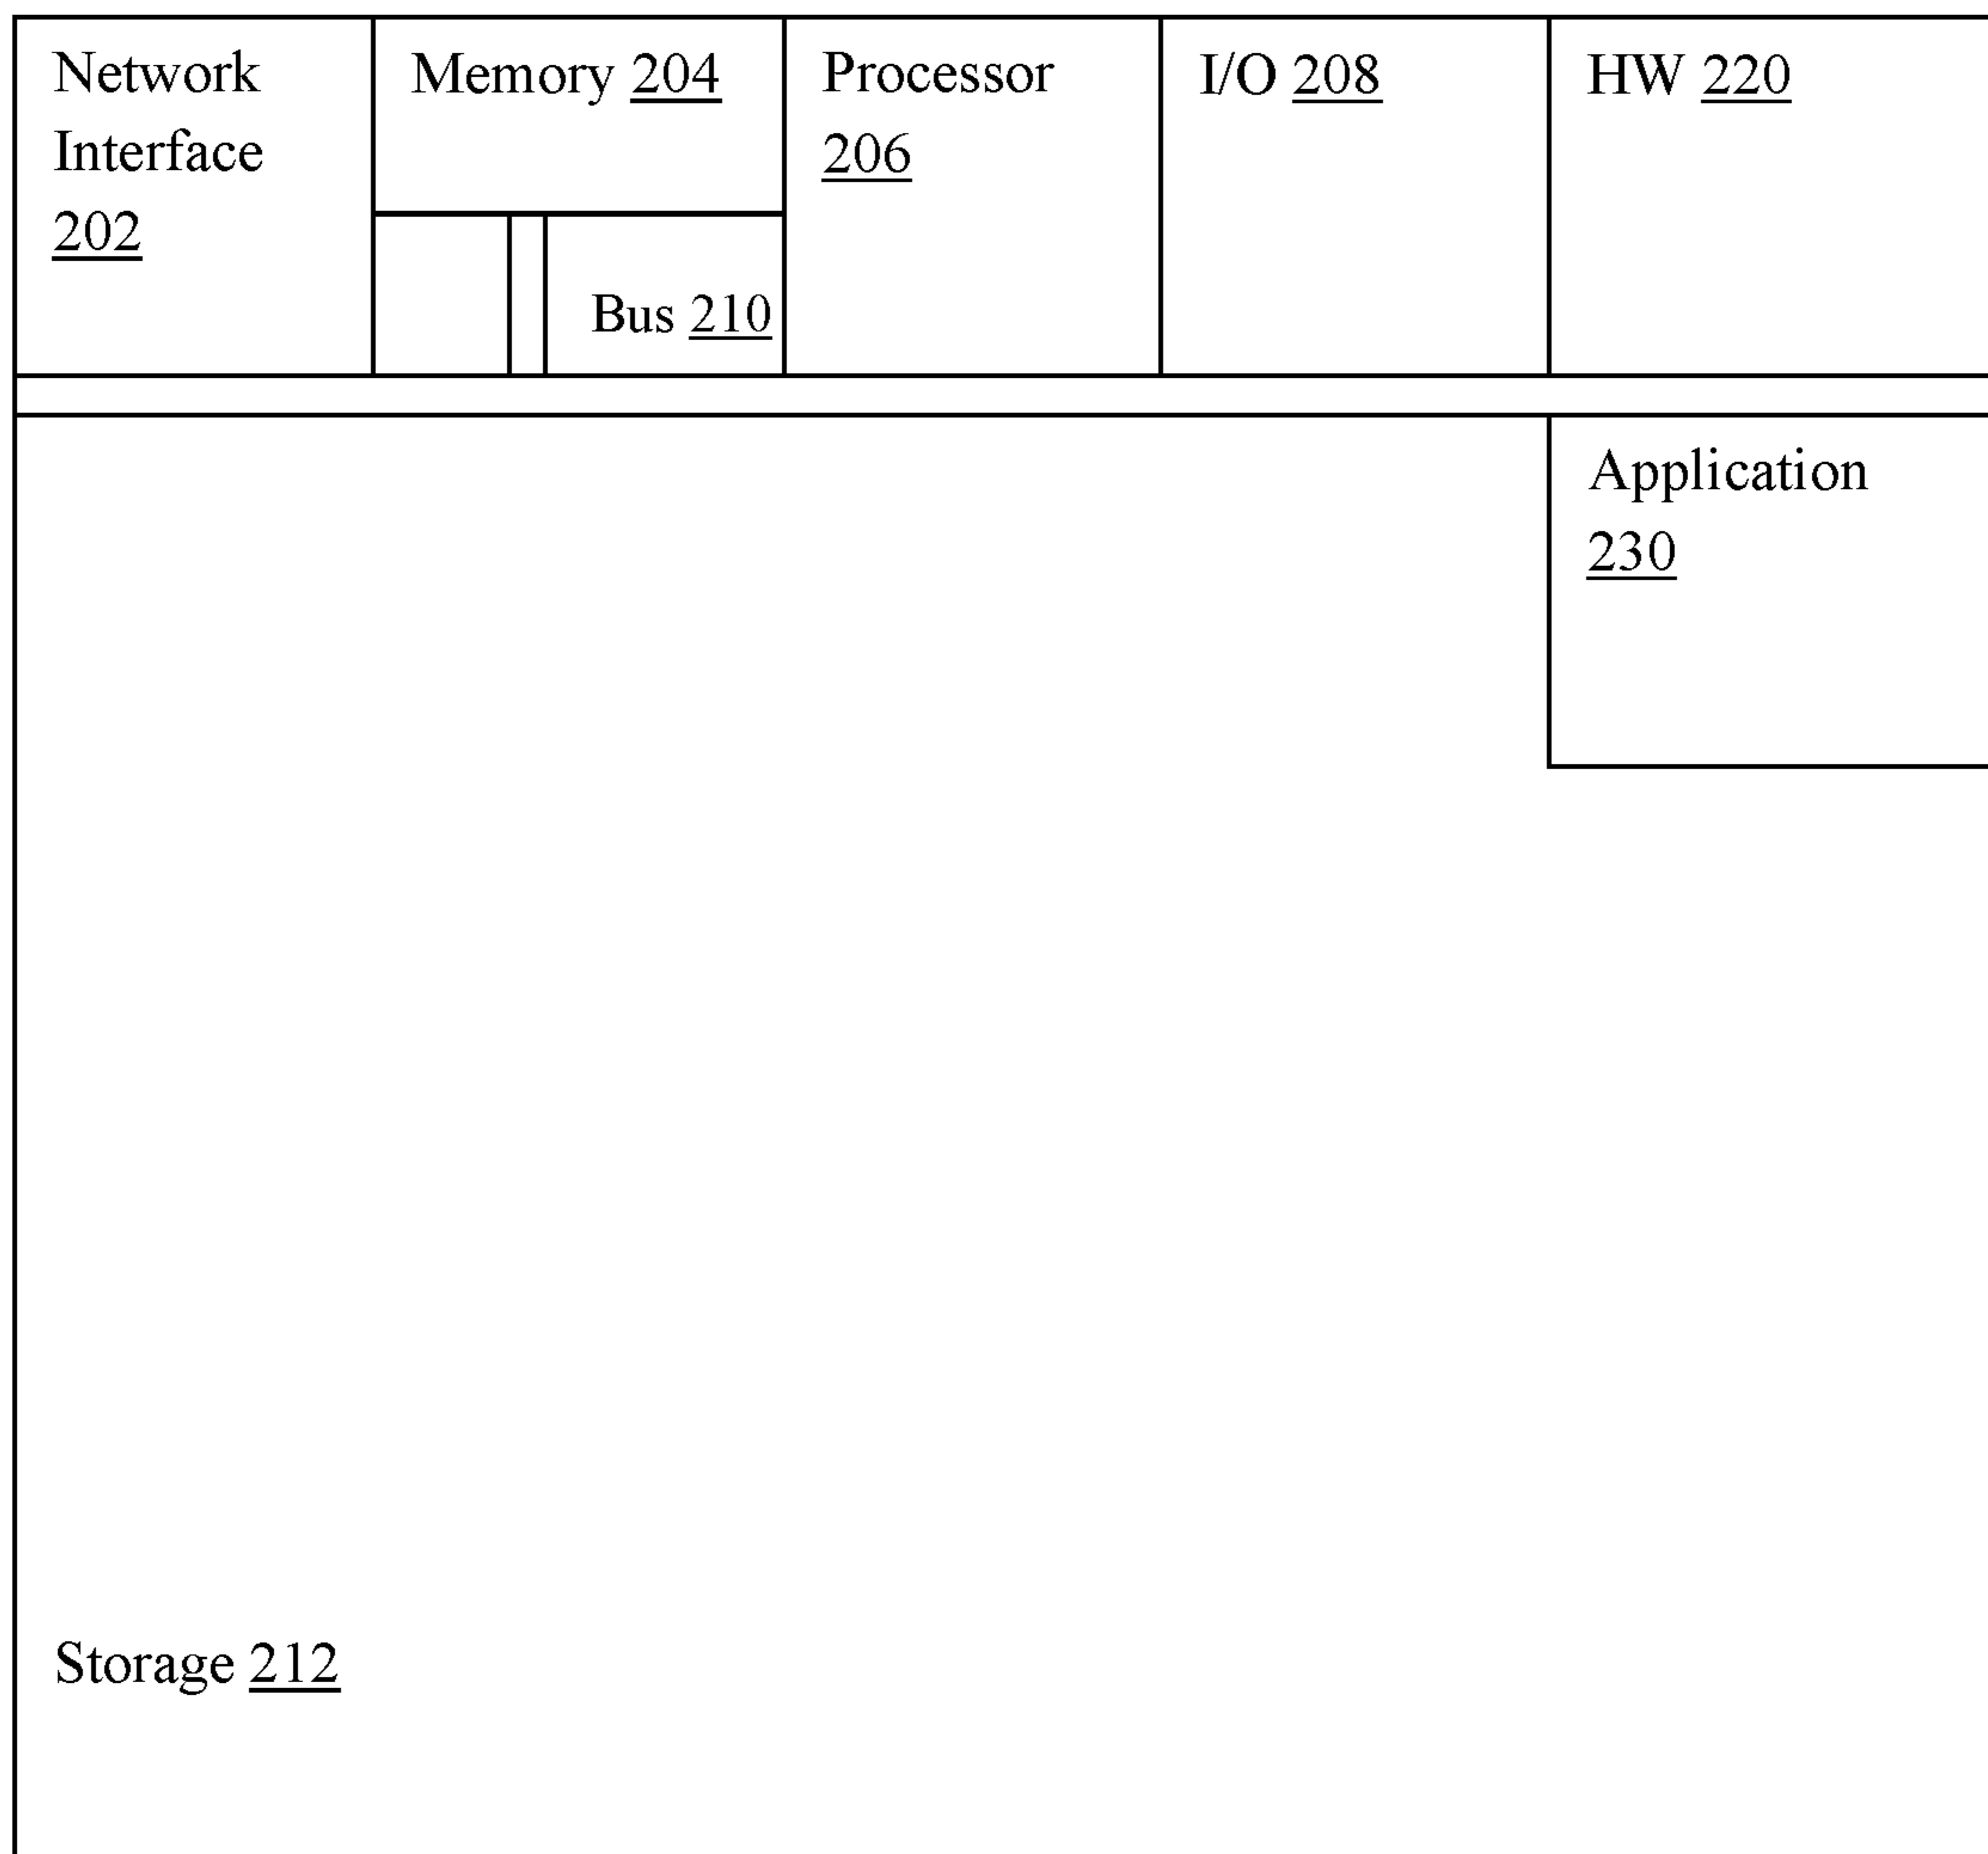 Network
Interface
202
Memory 204
Bus 210
Processor
206
I/O 208
HW 220
Application
230
Storage 212